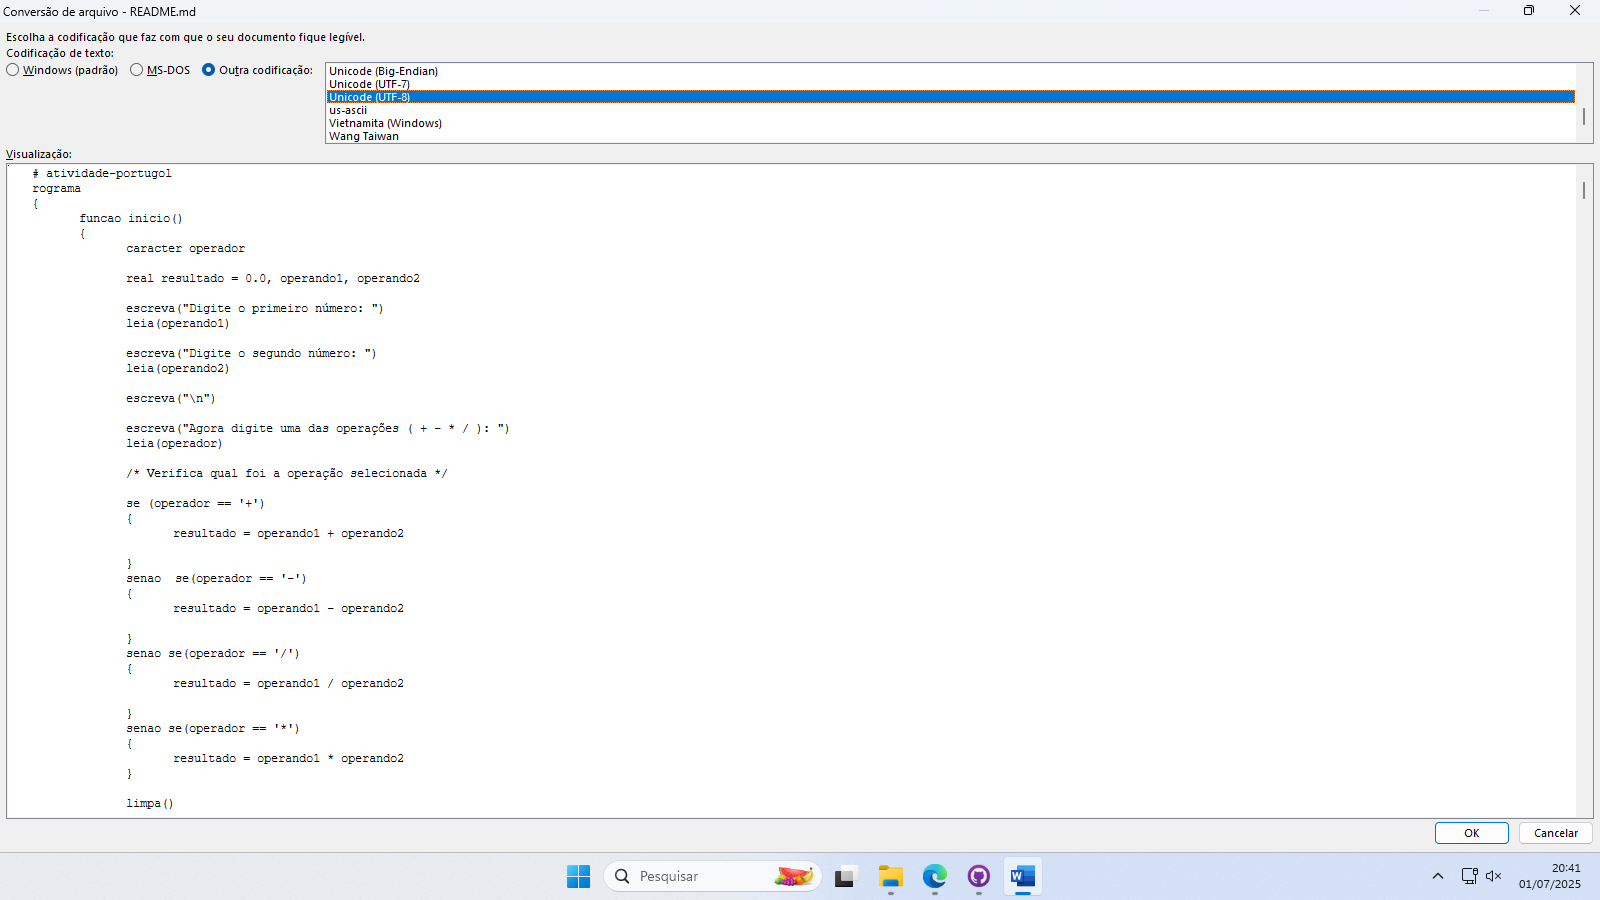 Conversão de arquivo - README.md
Escolha a codificação que faz com que o seu documento fique legível.
Codificação de texto:
Windows (padrão) MS-DOS Outra codificação:
Unicode (Big-Endian)
Unicode (UTF-7)
Unicode (UTF-8)
us-ascii
Vietnamita (Windows)
Wang Taiwan
Visualização:
# atividade-portugol
rograma
{
funcao inicio()
{
caracter operador
real resultado = 0.0, operando1, operando2
escreva("Digite o primeiro número: ")
leia(operando1)
escreva("Digite o segundo número: ")
leia(operando2)
escreva("\n")
escreva("Agora digite uma das operações ( + - * / ): ")
leia(operador)
/* Verifica qual foi a operação selecionada */
se (operador == '+')
{
resultado = operando1 + operando2
}
senao  se(operador == '-')
{
resultado = operando1 - operando2
}
senao se(operador == '/')
{
resultado = operando1 / operando2
}
senao se(operador == '*')
{
resultado = operando1 * operando2
}
limpa()
OK Cancelar
Pesquisar
20:41
01/07/2025